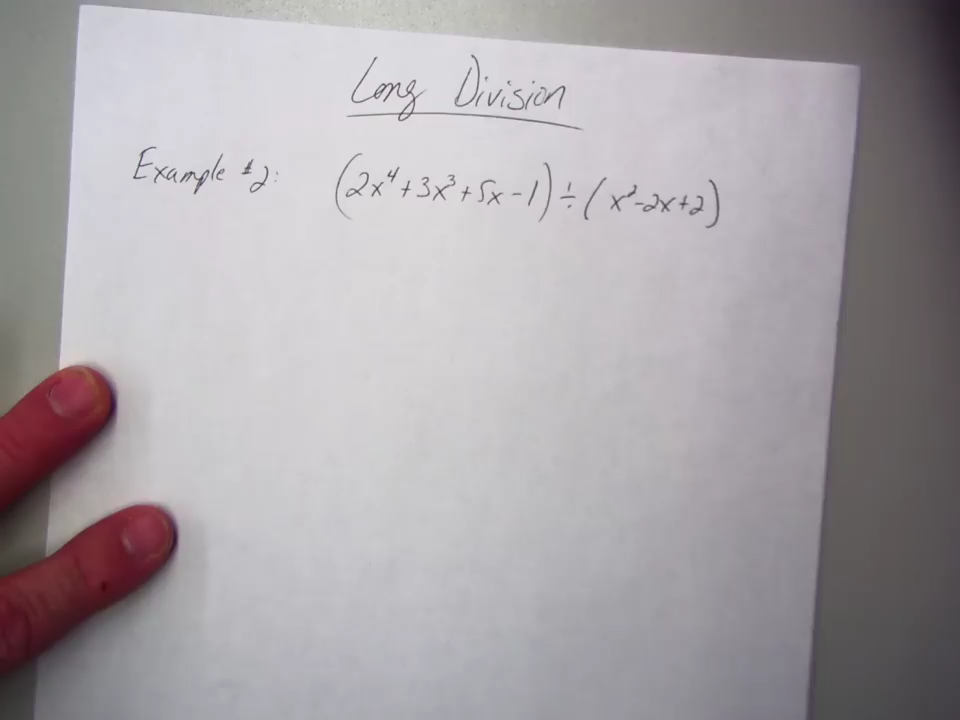 Long Division
Example #2: (2x⁴+3x³+5x-1)÷(x²-2x+2)